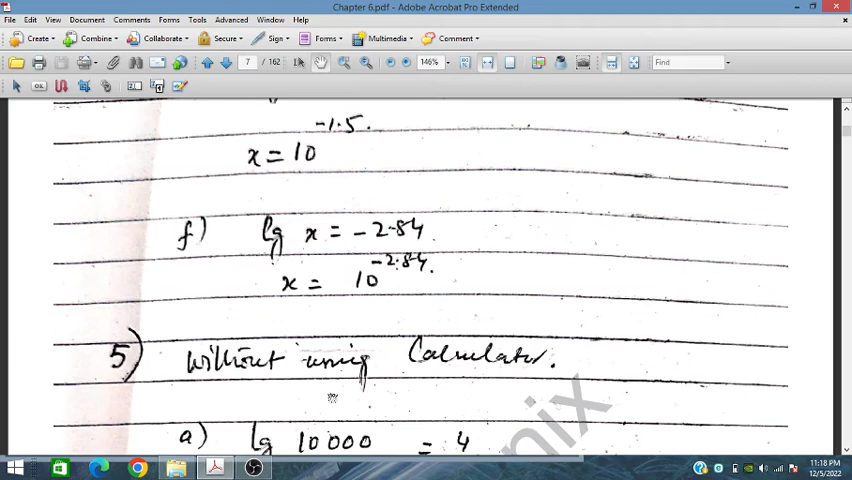 Chapter 6.pdf - Adobe Acrobat Pro Extended
File Edit View Document Comments Forms Tools Advanced Window Help
Create Combine Collaborate Secure Sign Forms Multimedia Comment
7 / 162 146% Find
-1.5.
x = 10
f) lg x = -2.84
x = 10^-2.84.
5) Without using Calculator.
a) lg 10000 = 4
nix
11:18 PM
12/5/2022